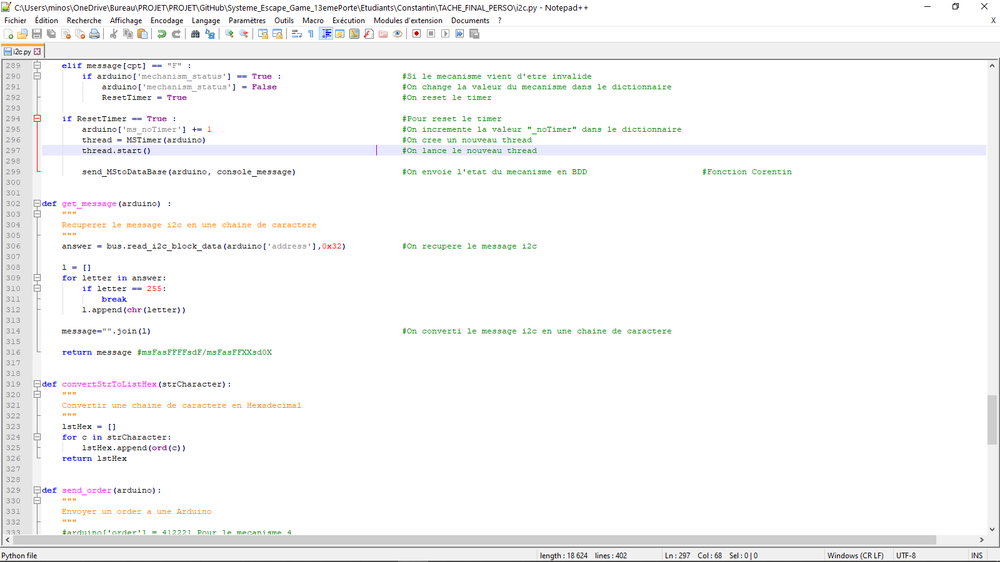 C:\Users\minos\OneDrive\Bureau\PROJET\PROJET\GitHub\Systeme_Escape_Game_13emePorte\Etudiants\Constantin\TACHE_FINAL_PERSO\i2c.py - Notepad++
Fichier Édition Recherche Affichage Encodage Langage Paramètres Outils Macro Exécution Modules d'extension Documents ? X
i2c.py
289 elif message[cpt] == "F" :
290 if arduino['mechanism_status'] == True : #Si le mecanisme vient d'etre invalide
291 arduino['mechanism_status'] = False #On change la valeur du mecanisme dans le dictionnaire
292 ResetTimer = True #On reset le timer
293
294 if ResetTimer == True : #Pour reset le timer
295 arduino['ms_noTimer'] += 1 #On incremente la valeur "_noTimer" dans le dictionnaire
296 thread = MSTimer(arduino) #On cree un nouveau thread
297 thread.start() #On lance le nouveau thread
298
299 send_MStoDataBase(arduino, console_message) #On envoie l'etat du mecanisme en BDD #Fonction Corentin
300
301
302 def get_message(arduino) :
303 """
304 Recuperer le message i2c en une chaine de caractere
305 """
306 answer = bus.read_i2c_block_data(arduino['address'],0x32) #On recupere le message i2c
307
308 l = []
309 for letter in answer:
310 if letter == 255:
311 break
312 l.append(chr(letter))
313
314 message="".join(l) #On converti le message i2c en une chaine de caractere
315
316 return message #msFasFFFFsdF/msFasFFXXsd0X
317
318
319 def convertStrToListHex(strCharacter):
320 """
321 Convertir une chaine de caractere en Hexadecimal
322 """
323 lstHex = []
324 for c in strCharacter:
325 lstHex.append(ord(c))
326 return lstHex
327
328
329 def send_order(arduino):
330 """
331 Envoyer un order a une Arduino
332 """
333 #arduino['order'] = 412221 Pour le mecanisme 4
Python file length : 18 624 lines : 402 Ln : 297 Col : 68 Sel : 0 | 0 Windows (CR LF) UTF-8 INS